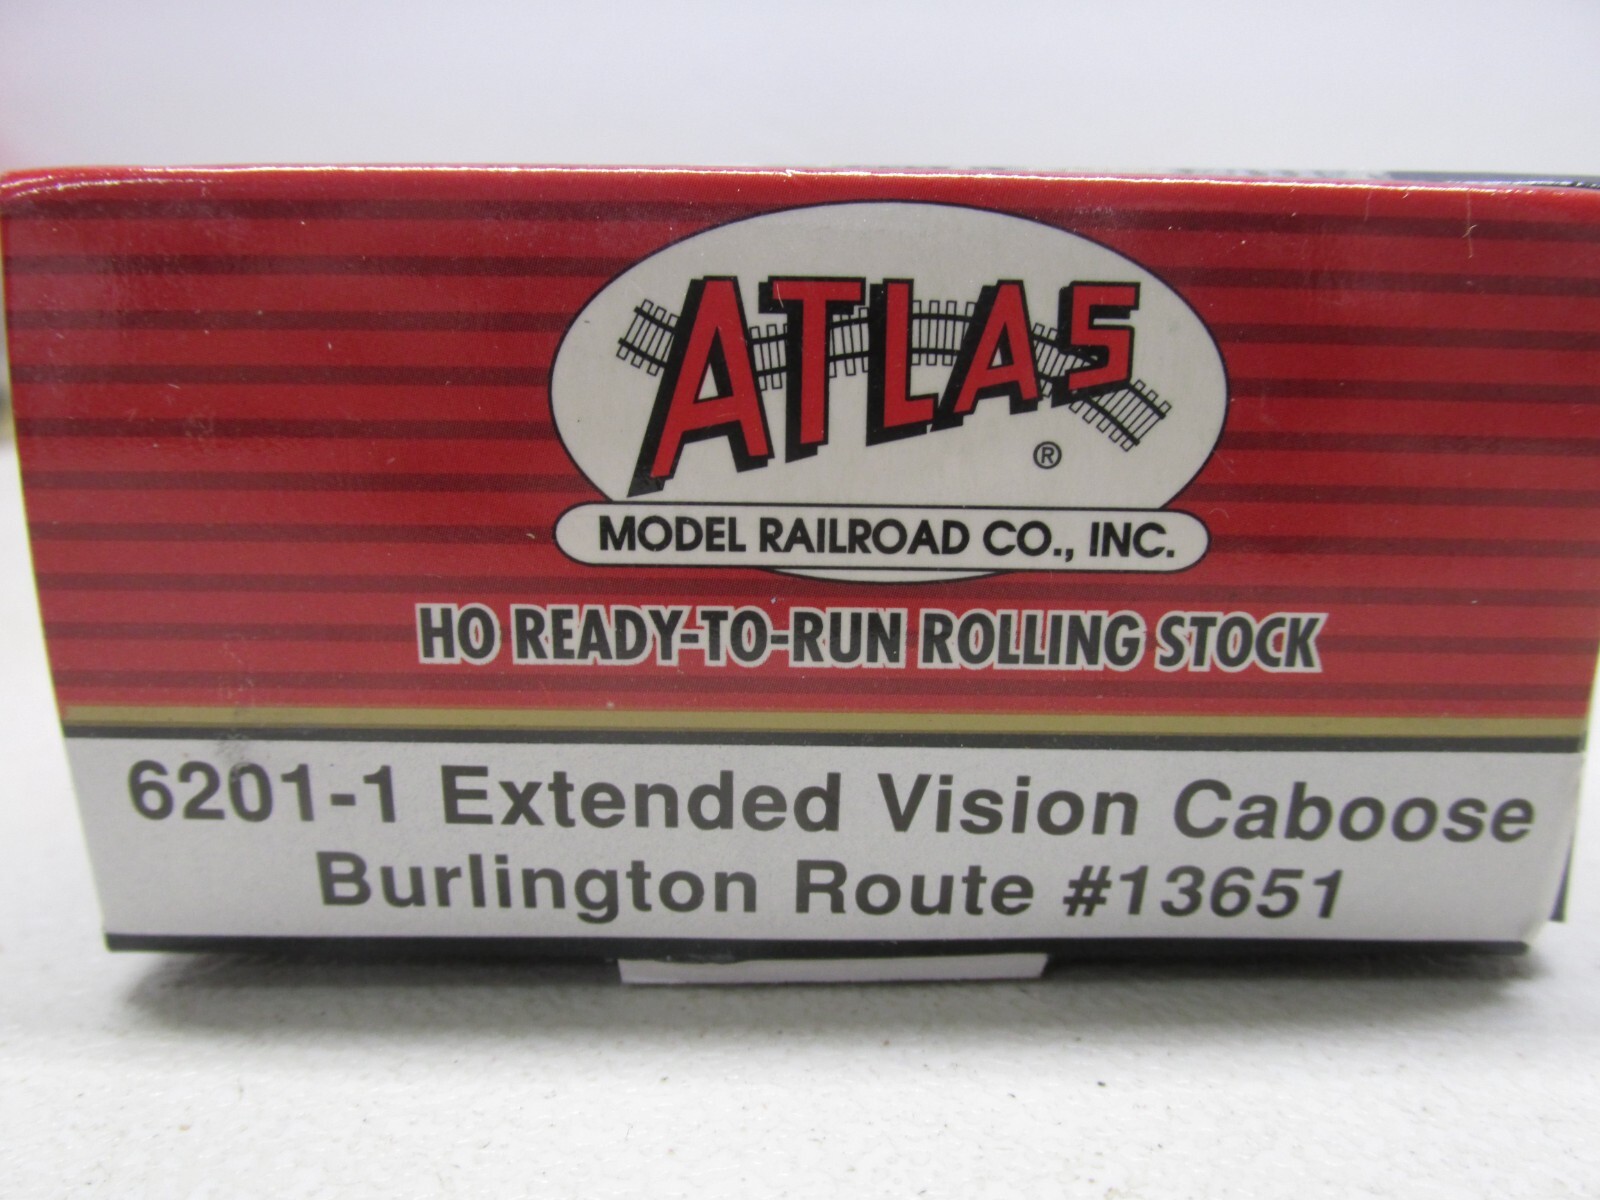 ATLAS
®
MODEL RAILROAD CO., INC.
HO READY-TO-RUN ROLLING STOCK
6201-1 Extended Vision Caboose
Burlington Route #13651